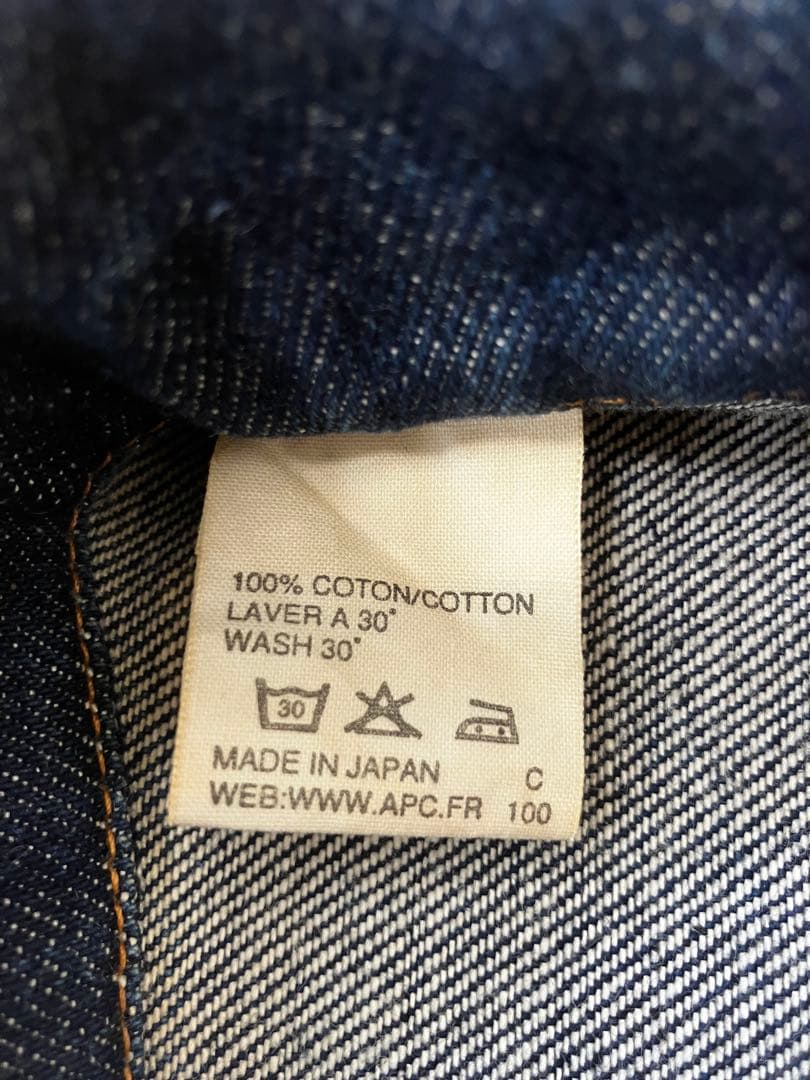 100% COTON/COTTON
LAVER A 30°
WASH 30°
30
MADE IN JAPAN C
WEB:WWW.APC.FR 100